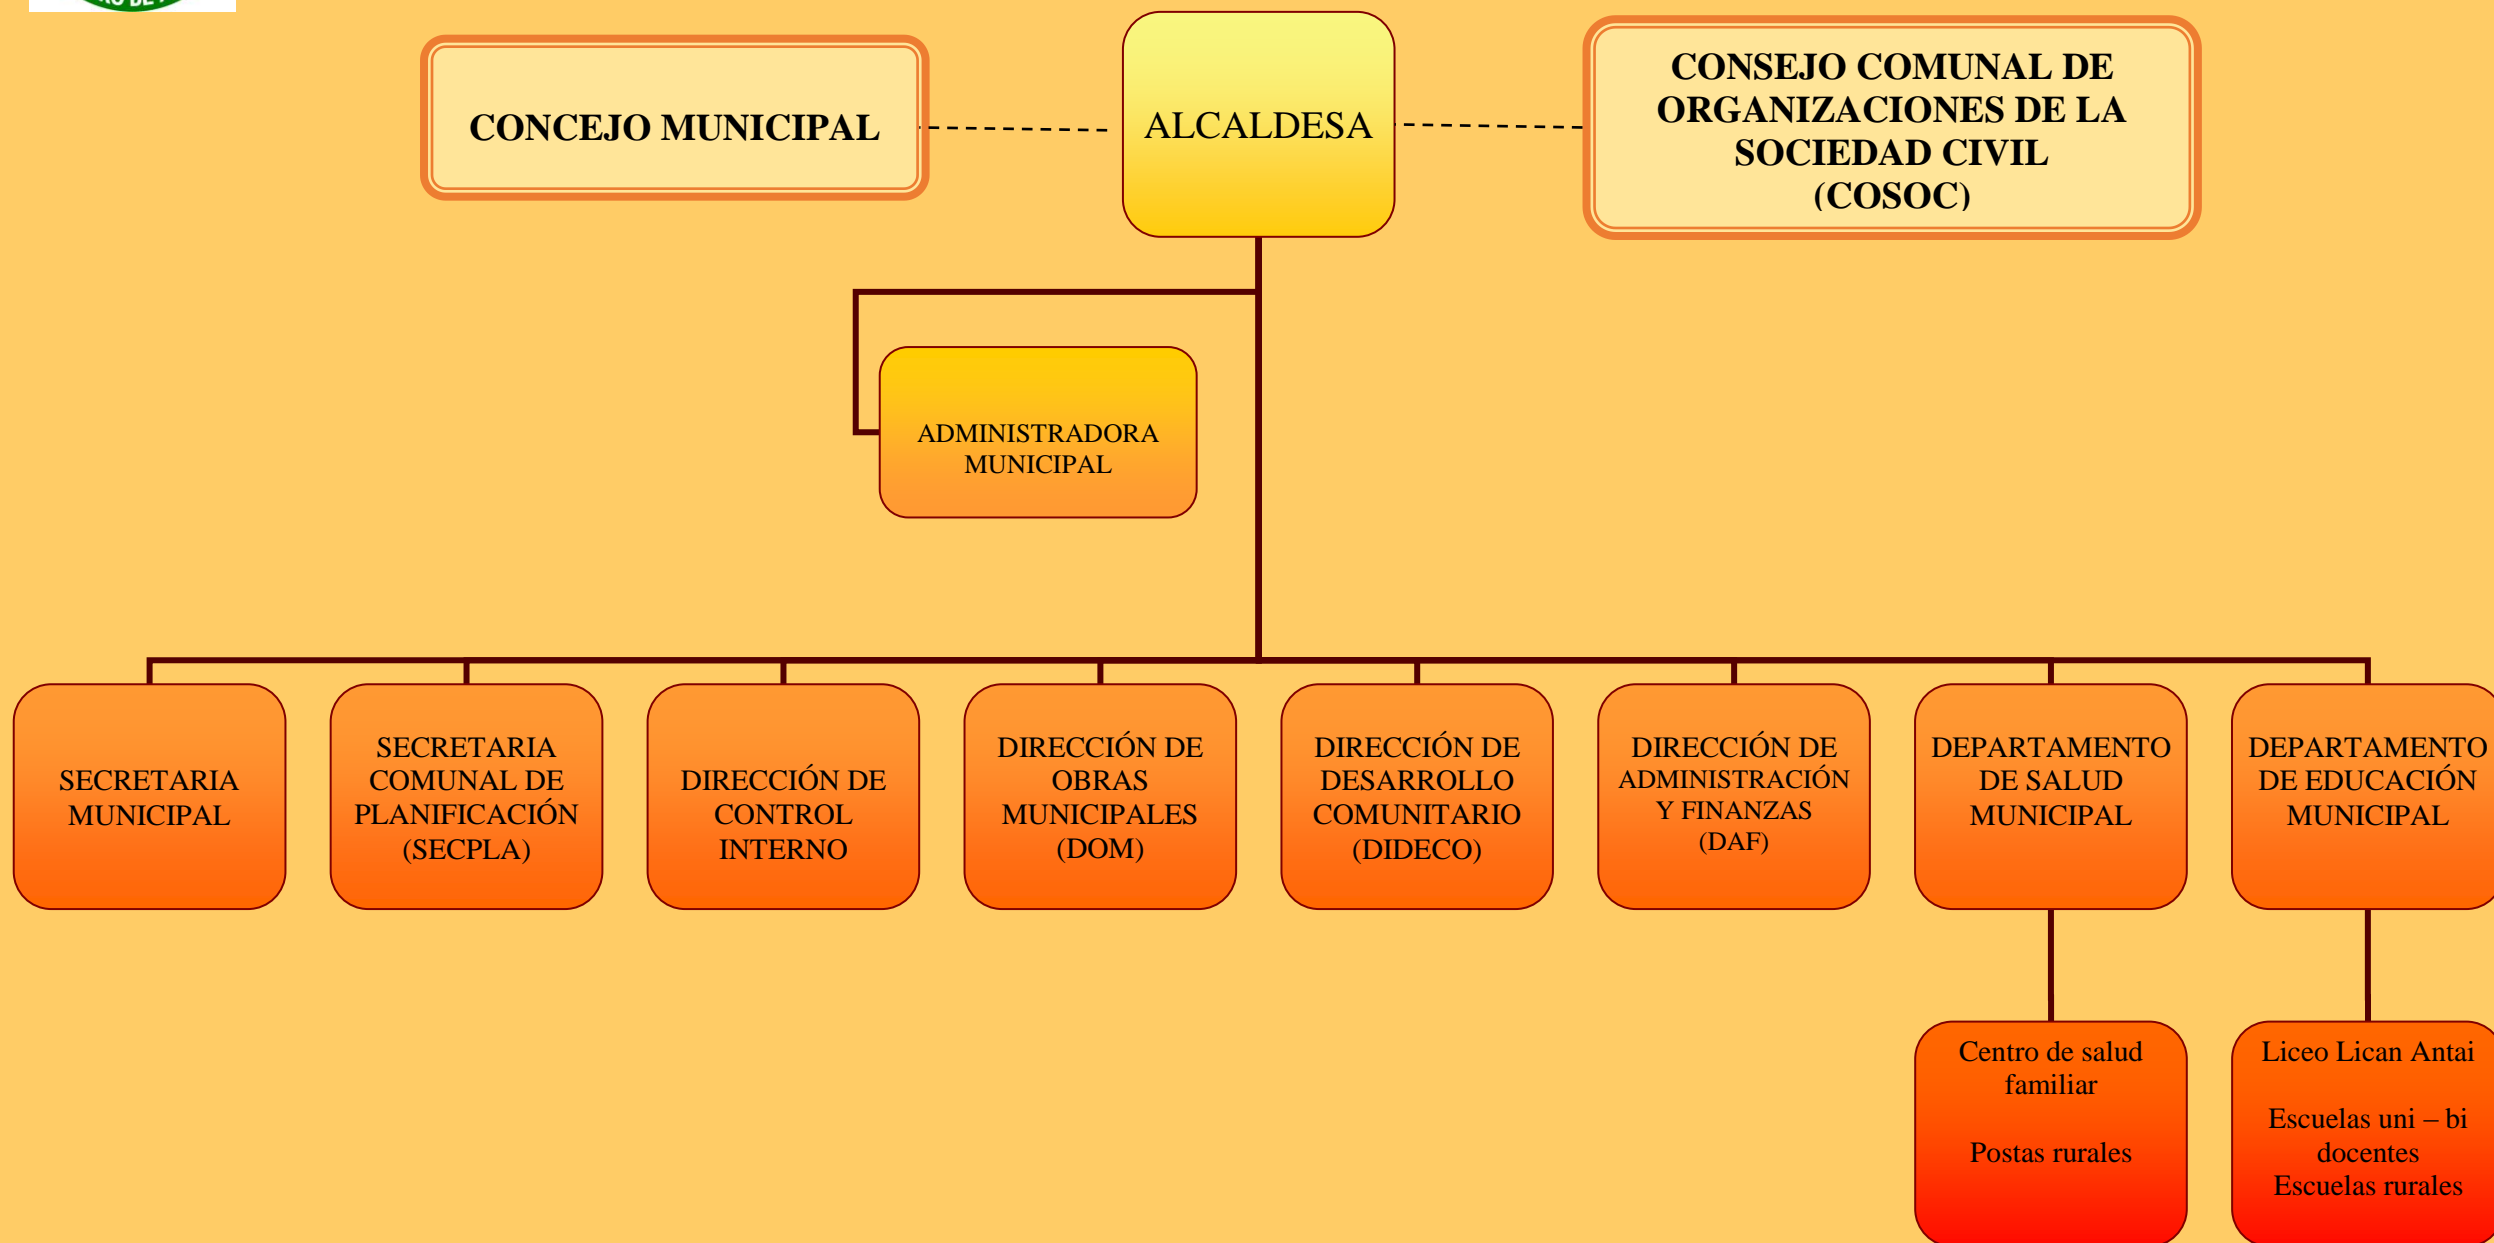 CONCEJO MUNICIPAL
ALCALDESA
CONSEJO COMUNAL DE
ORGANIZACIONES DE LA
SOCIEDAD CIVIL
(COSOC)
ADMINISTRADORA
MUNICIPAL
SECRETARIA
MUNICIPAL
SECRETARIA
COMUNAL DE
PLANIFICACIÓN
(SECPLA)
DIRECCIÓN DE
CONTROL
INTERNO
DIRECCIÓN DE
OBRAS
MUNICIPALES
(DOM)
DIRECCIÓN DE
DESARROLLO
COMUNITARIO
(DIDECO)
DIRECCIÓN DE
ADMINISTRACIÓN
Y FINANZAS
(DAF)
DEPARTAMENTO
DE SALUD
MUNICIPAL
DEPARTAMENTO
DE EDUCACIÓN
MUNICIPAL
Centro de salud
familiar
Postas rurales
Liceo Lican Antai
Escuelas uni – bi
docentes
Escuelas rurales